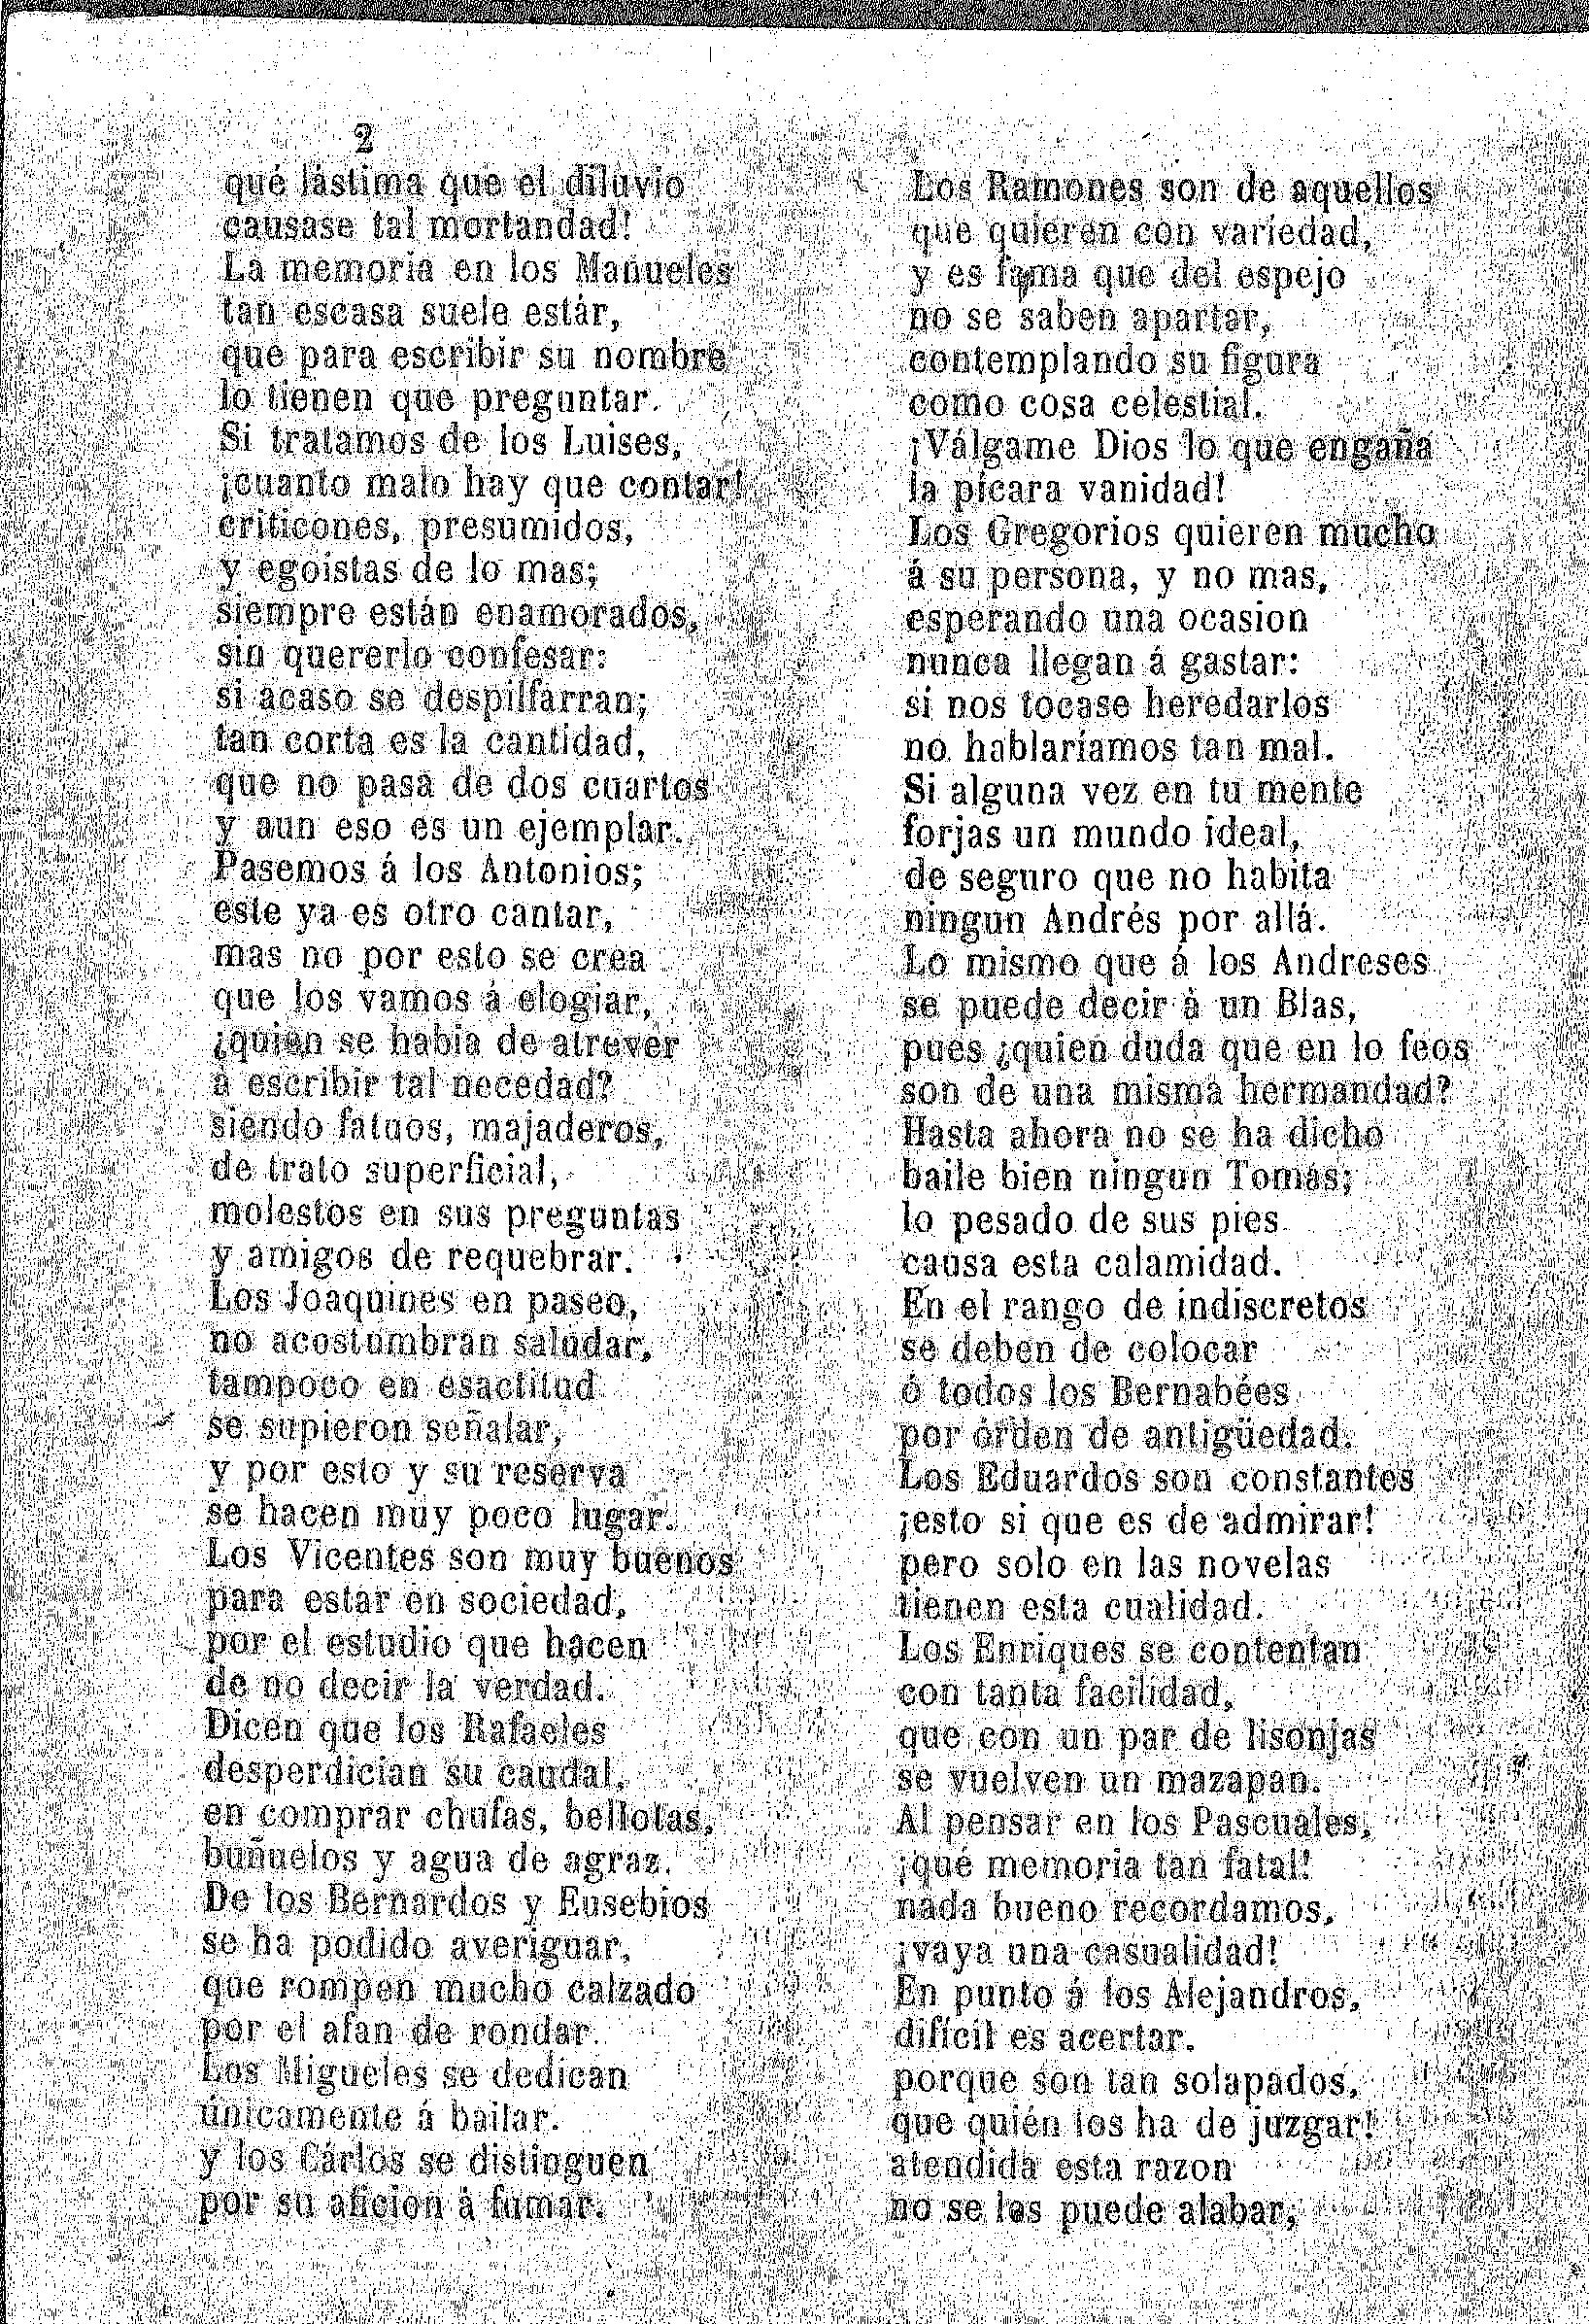 2
qué lástima que el diluvio
causase tal mortandad!
La memoria en los Manueles
tan escasa suele estár,
que para escribir su nombre
lo tienen que preguntar.
Si tratamos de los Luises,
¡cuanto malo hay que contar!
criticones, presumidos,
y egoistas de lo mas;
siempre están enamorados,
sin quererlo confesar:
si acaso se despilfarran;
tan corta es la cantidad,
que no pasa de dos cuartos
y aun eso es un ejemplar.
Pasemos á los Antonios;
este ya es otro cantar,
mas no por esto se crea
que los vamos á elogiar,
¿quien se habia de atrever
á escribir tal necedad?
siendo fatuos, majaderos,
de trato superficial,
molestos en sus preguntas
y amigos de requebrar.
Los Joaquines en paseo,
no acostumbran saludar,
tampoco en esactitud
se supieron señalar,
y por esto y su reserva
se hacen muy poco lugar.
Los Vicentes son muy buenos
para estar en sociedad,
por el estudio que hacen
de no decir la verdad.
Dicen que los Rafaeles
desperdician su caudal,
en comprar chufas, bellotas,
buñuelos y agua de agraz.
De los Bernardos y Eusebios
se ha podido averiguar,
que rompen mucho calzado
por el afan de rondar.
Los Migueles se dedican
únicamente á bailar.
y los Cárlos se distinguen
por su aficion á fumar.
Los Ramones son de aquellos
que quieren con variedad,
y es fama que del espejo
no se saben apartar,
contemplando su figura
como cosa celestial.
¡Válgame Dios lo que engaña
la pícara vanidad!
Los Gregorios quieren mucho
á su persona, y no mas,
esperando una ocasion
nunca llegan á gastar:
si nos tocase heredarlos
no hablaríamos tan mal.
Si alguna vez en tu mente
forjas un mundo ideal,
de seguro que no habita
ningun Andrés por allá.
Lo mismo que á los Andreses
se puede decir á un Blas,
pues ¿quien duda que en lo feos
son de una misma hermandad?
Hasta ahora no se ha dicho
baile bien ningun Tomás;
lo pesado de sus pies
causa esta calamidad.
En el rango de indiscretos
se deben de colocar
ó todos los Bernabées
por órden de antigüedad.
Los Eduardos son constantes
¡esto si que es de admirar!
pero solo en las novelas
tienen esta cualidad.
Los Enriques se contentan
con tanta facilidad,
que con un par de lisonjas
se vuelven un mazapan.
Al pensar en los Pascuales,
¡qué memoria tan fatal!
nada bueno recordamos,
¡vaya una casualidad!
En punto á los Alejandros,
difícil es acertar.
porque son tan solapados,
que quién los ha de juzgar!
atendida esta razon
no se les puede alabar,